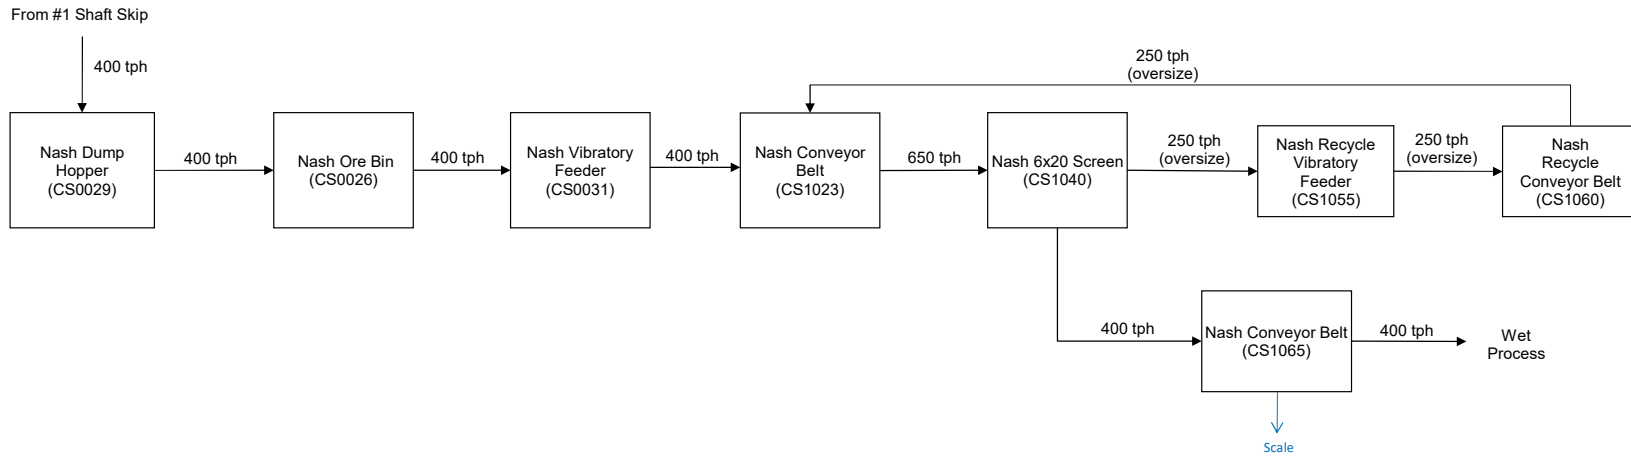 From #1 Shaft Skip
400 tph
250 tph
(oversize)
Nash Dump
Hopper
(CS0029)
400 tph
Nash Ore Bin
(CS0026)
400 tph
Nash Vibratory
Feeder
(CS0031)
400 tph
Nash Conveyor
Belt
(CS1023)
650 tph
Nash 6x20 Screen
(CS1040)
250 tph
(oversize)
Nash Recycle
Vibratory
Feeder
(CS1055)
250 tph
(oversize)
Nash
Recycle
Conveyor Belt
(CS1060)
400 tph
Nash Conveyor Belt
(CS1065)
400 tph
Wet
Process
Scale